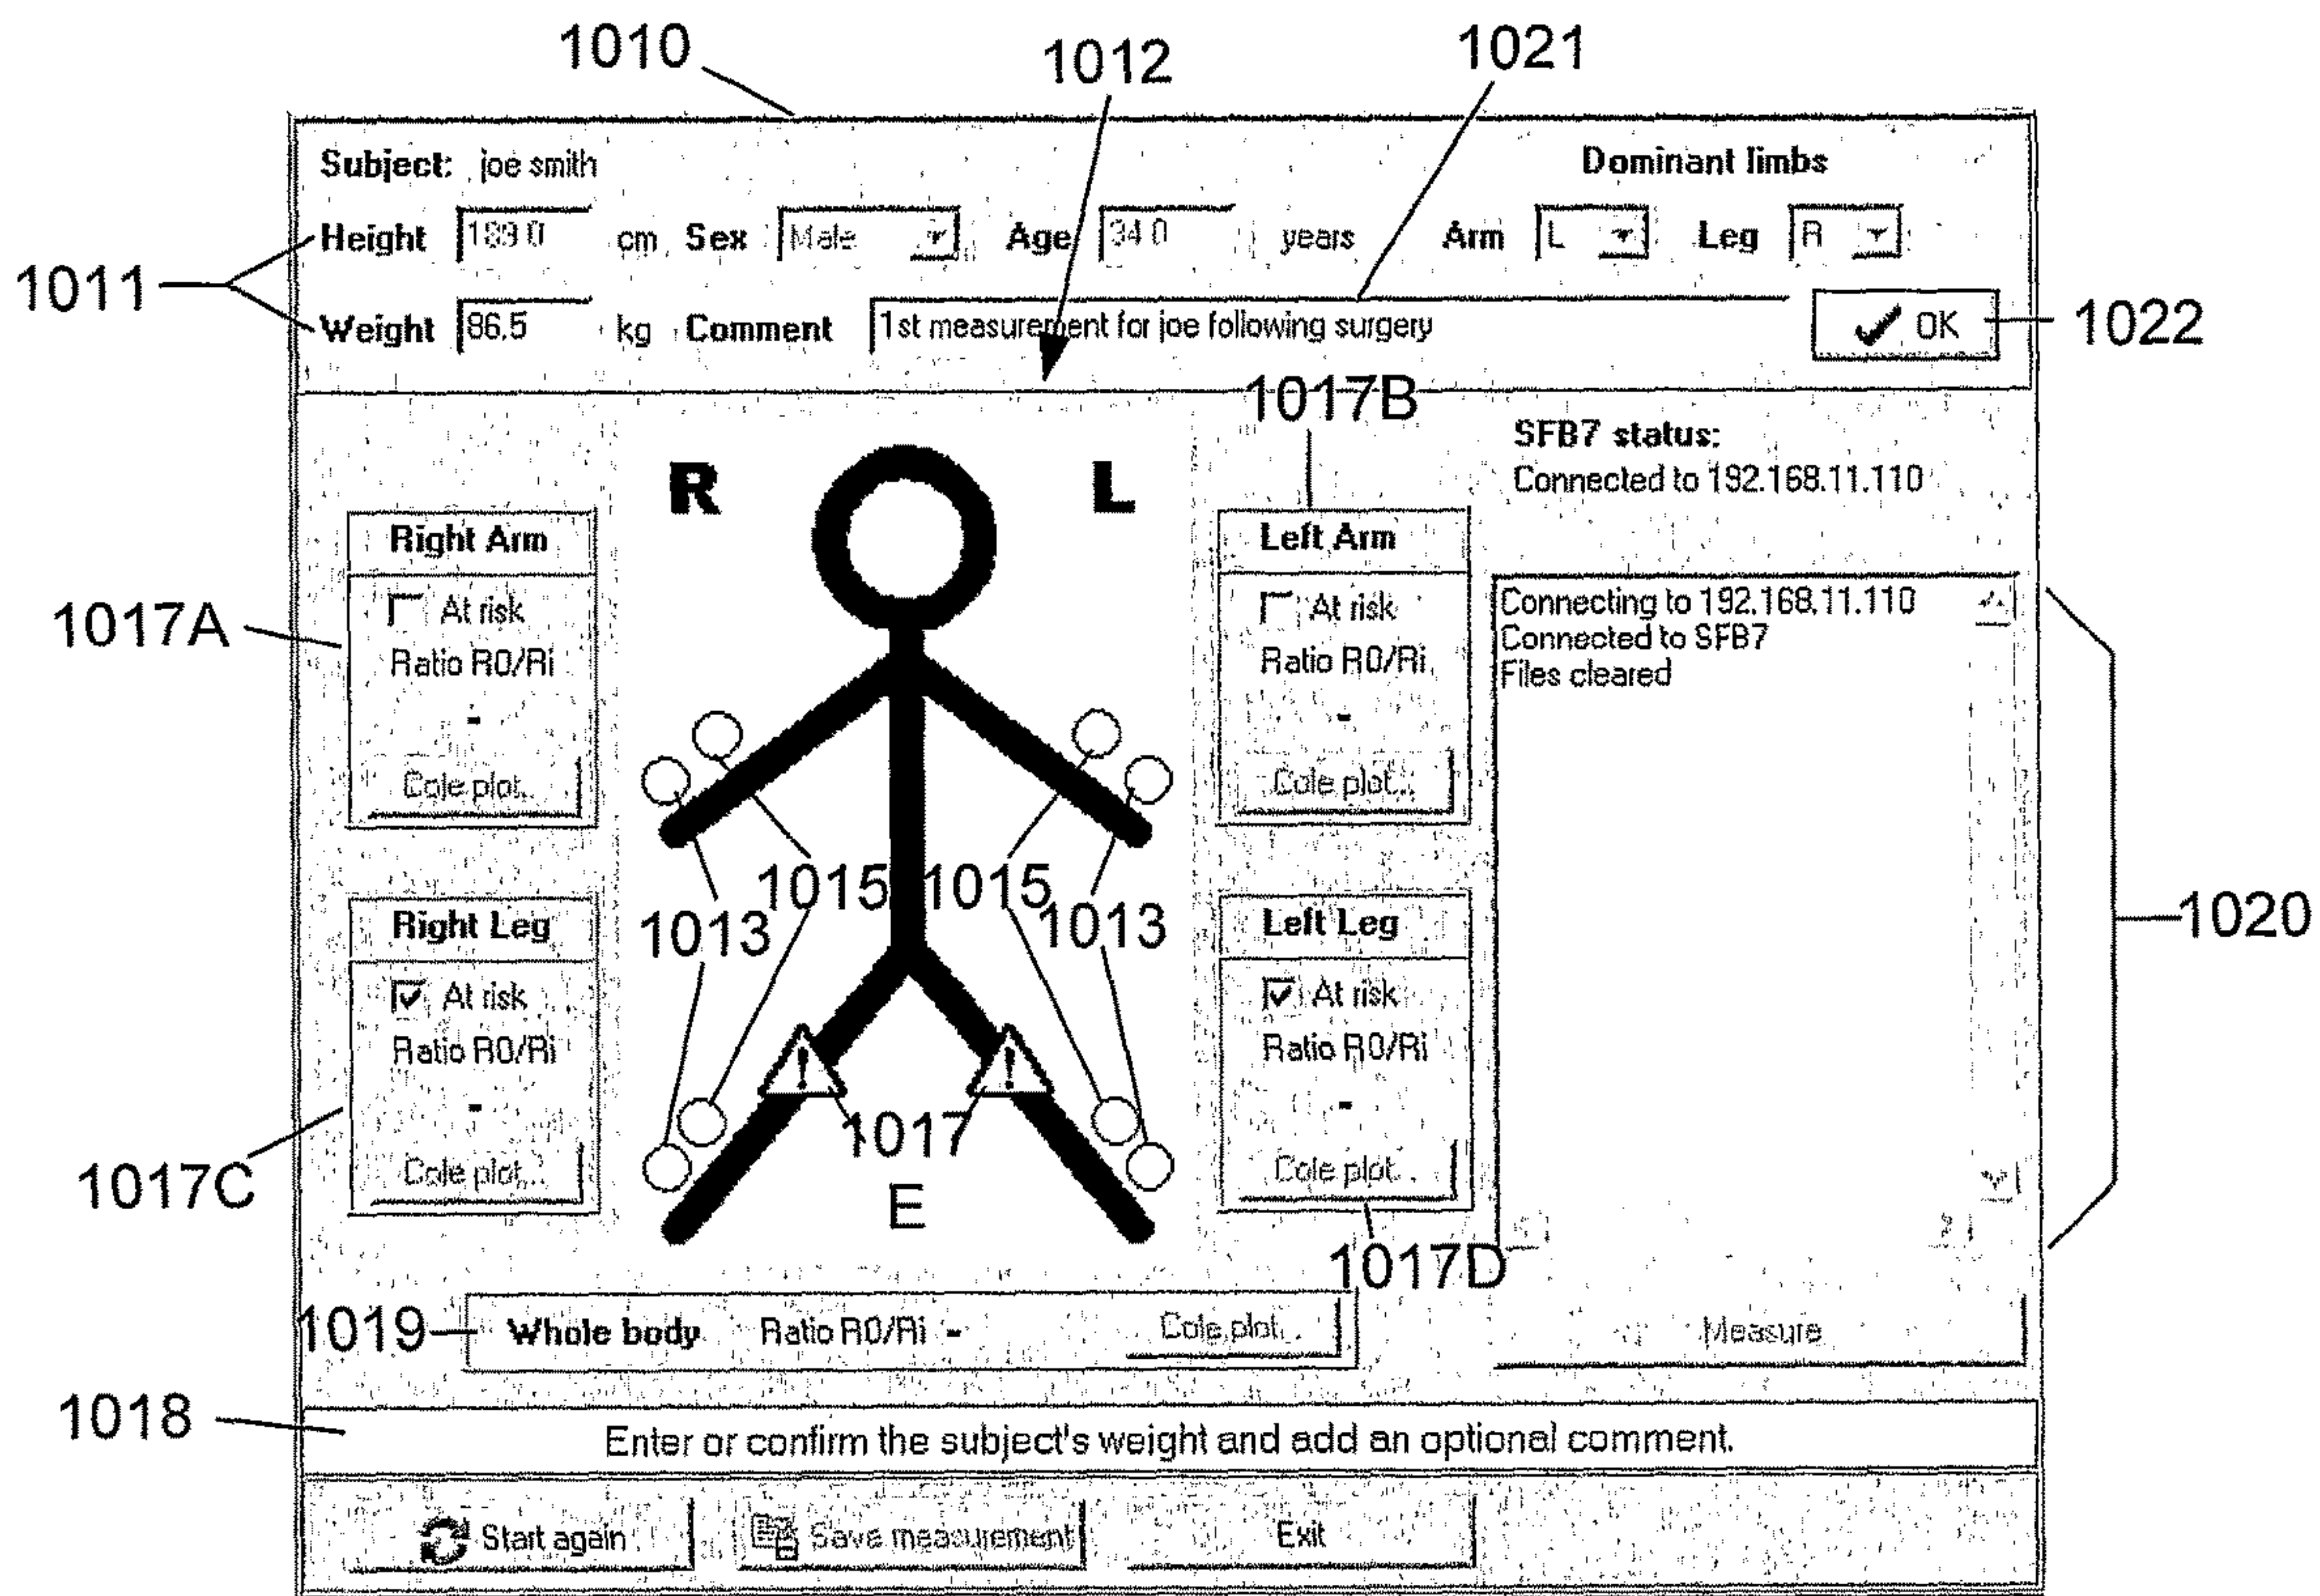 1010
1012
1021
Subject: joe smith
Dominant limbs
Height 189.0 cm Sex Male Age 34.0 years Arm L Leg R
1011
Weight 86.5 kg Comment 1st measurement for joe following surgery OK
1022
1017B
SFB7 status:
Connected to 192.168.11.110
R L
Right Arm
At risk
Ratio R0/Ri
-
Cole plot...
1017A
Left Arm
At risk
Ratio R0/Ri
-
Cole plot...
Connecting to 192.168.11.110
Connected to SFB7
Files cleared
1015 1015
1013 1013
1020
Right Leg
At risk
Ratio R0/Ri
-
Cole plot...
1017C
Left Leg
At risk
Ratio R0/Ri
-
Cole plot...
1017
E
1017D
1019
Whole body Ratio R0/Ri - Cole plot...
Measure
1018
Enter or confirm the subject's weight and add an optional comment.
Start again Save measurement Exit